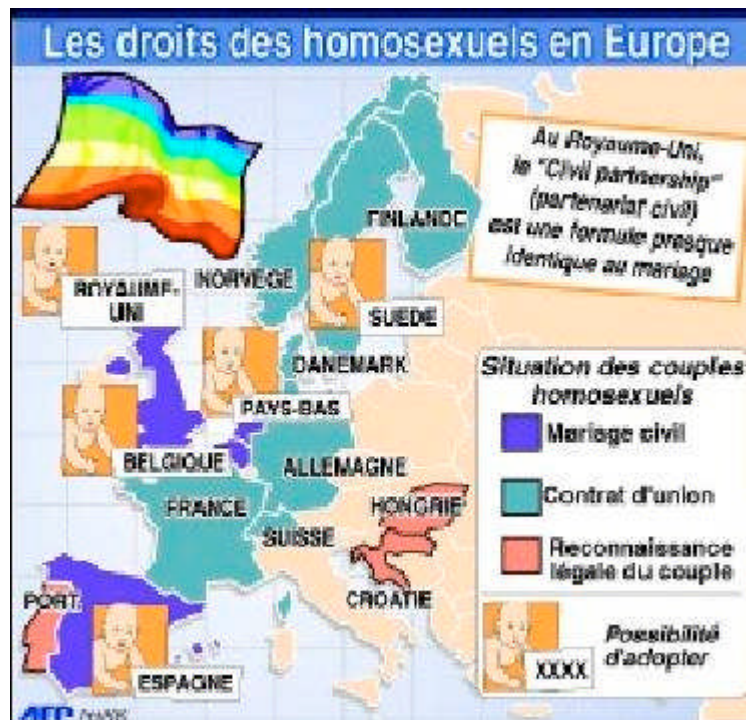 Les droits des homosexuels en Europe
Au Royaume-Uni,
le "Civil partnership"
(partenariat civil)
est une formule presque
identique au mariage
FINLANDE
NORVEGE
ROYAUME-
UNI
SUEDE
DANEMARK
PAYS-BAS
BELGIQUE
ALLEMAGNE
FRANCE
HONGRIE
SUISSE
CROATIE
PORT.
ESPAGNE
Situation des couples
homosexuels
Mariage civil
Contrat d'union
Reconnaissance
légale du couple
XXXX
Possibilité
d'adopter
AFP